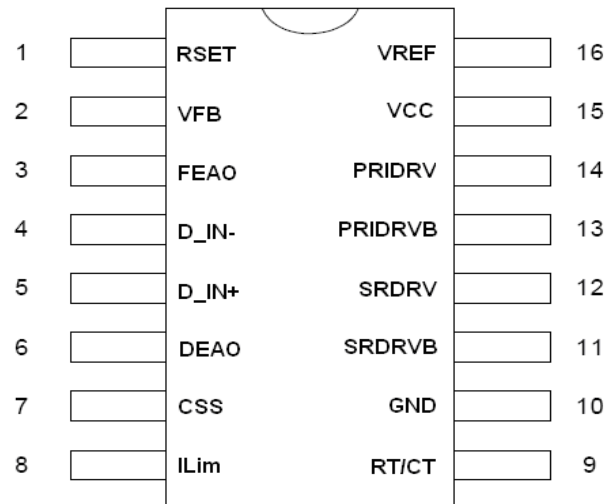 1 RSET VREF 16
2 VFB VCC 15
3 FEAO PRIDRV 14
4 D_IN- PRIDRVB 13
5 D_IN+ SRDRV 12
6 DEAO SRDRVB 11
7 CSS GND 10
8 ILim RT/CT 9